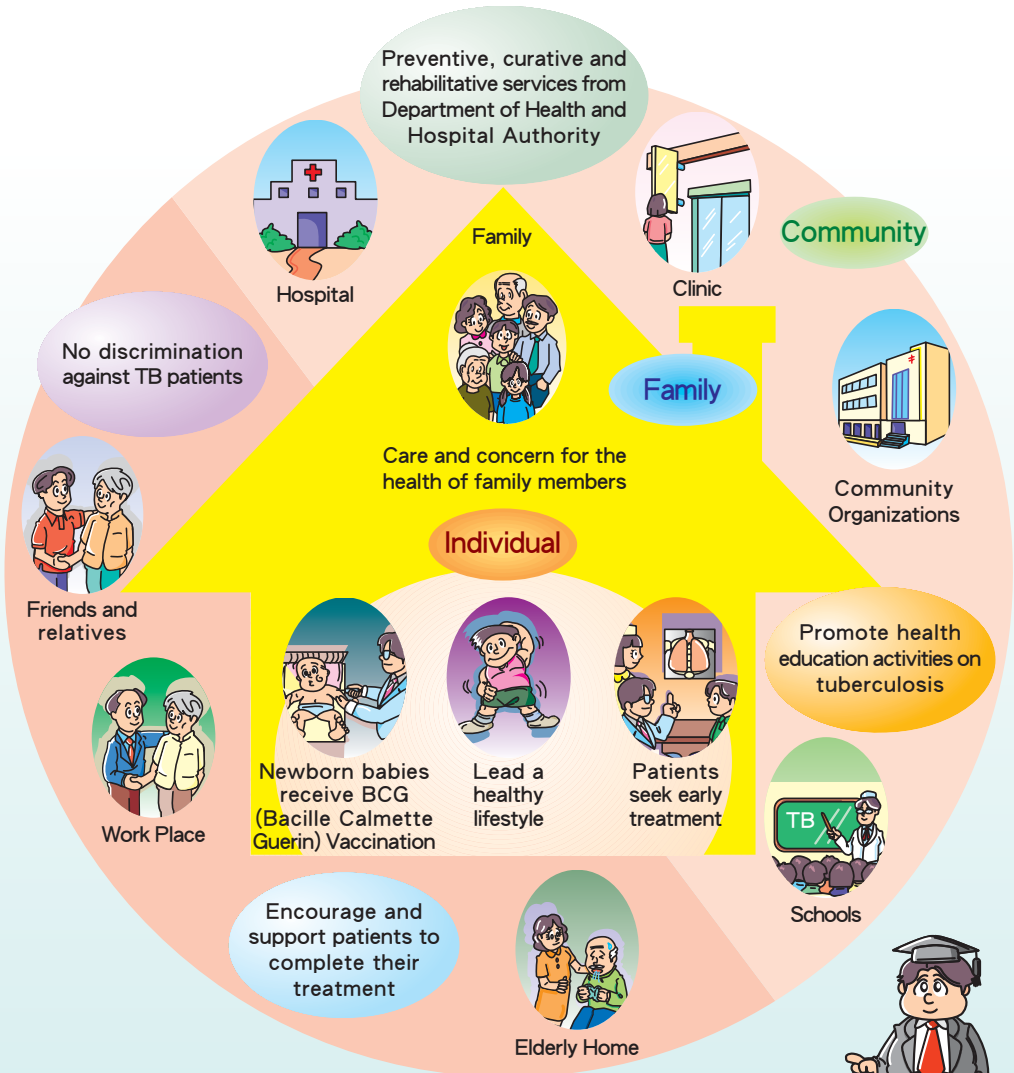 Preventive, curative and
rehabilitative services from
Department of Health and
Hospital Authority
Hospital
Family
Clinic
Community
No discrimination
against TB patients
Family
Care and concern for the
health of family members
Community
Organizations
Individual
Friends and
relatives
Promote health
education activities on
tuberculosis
Work Place
Newborn babies
receive BCG
(Bacille Calmette
Guerin) Vaccination
Lead a
healthy
lifestyle
Patients
seek early
treatment
TB
Schools
Encourage and
support patients to
complete their
treatment
Elderly Home